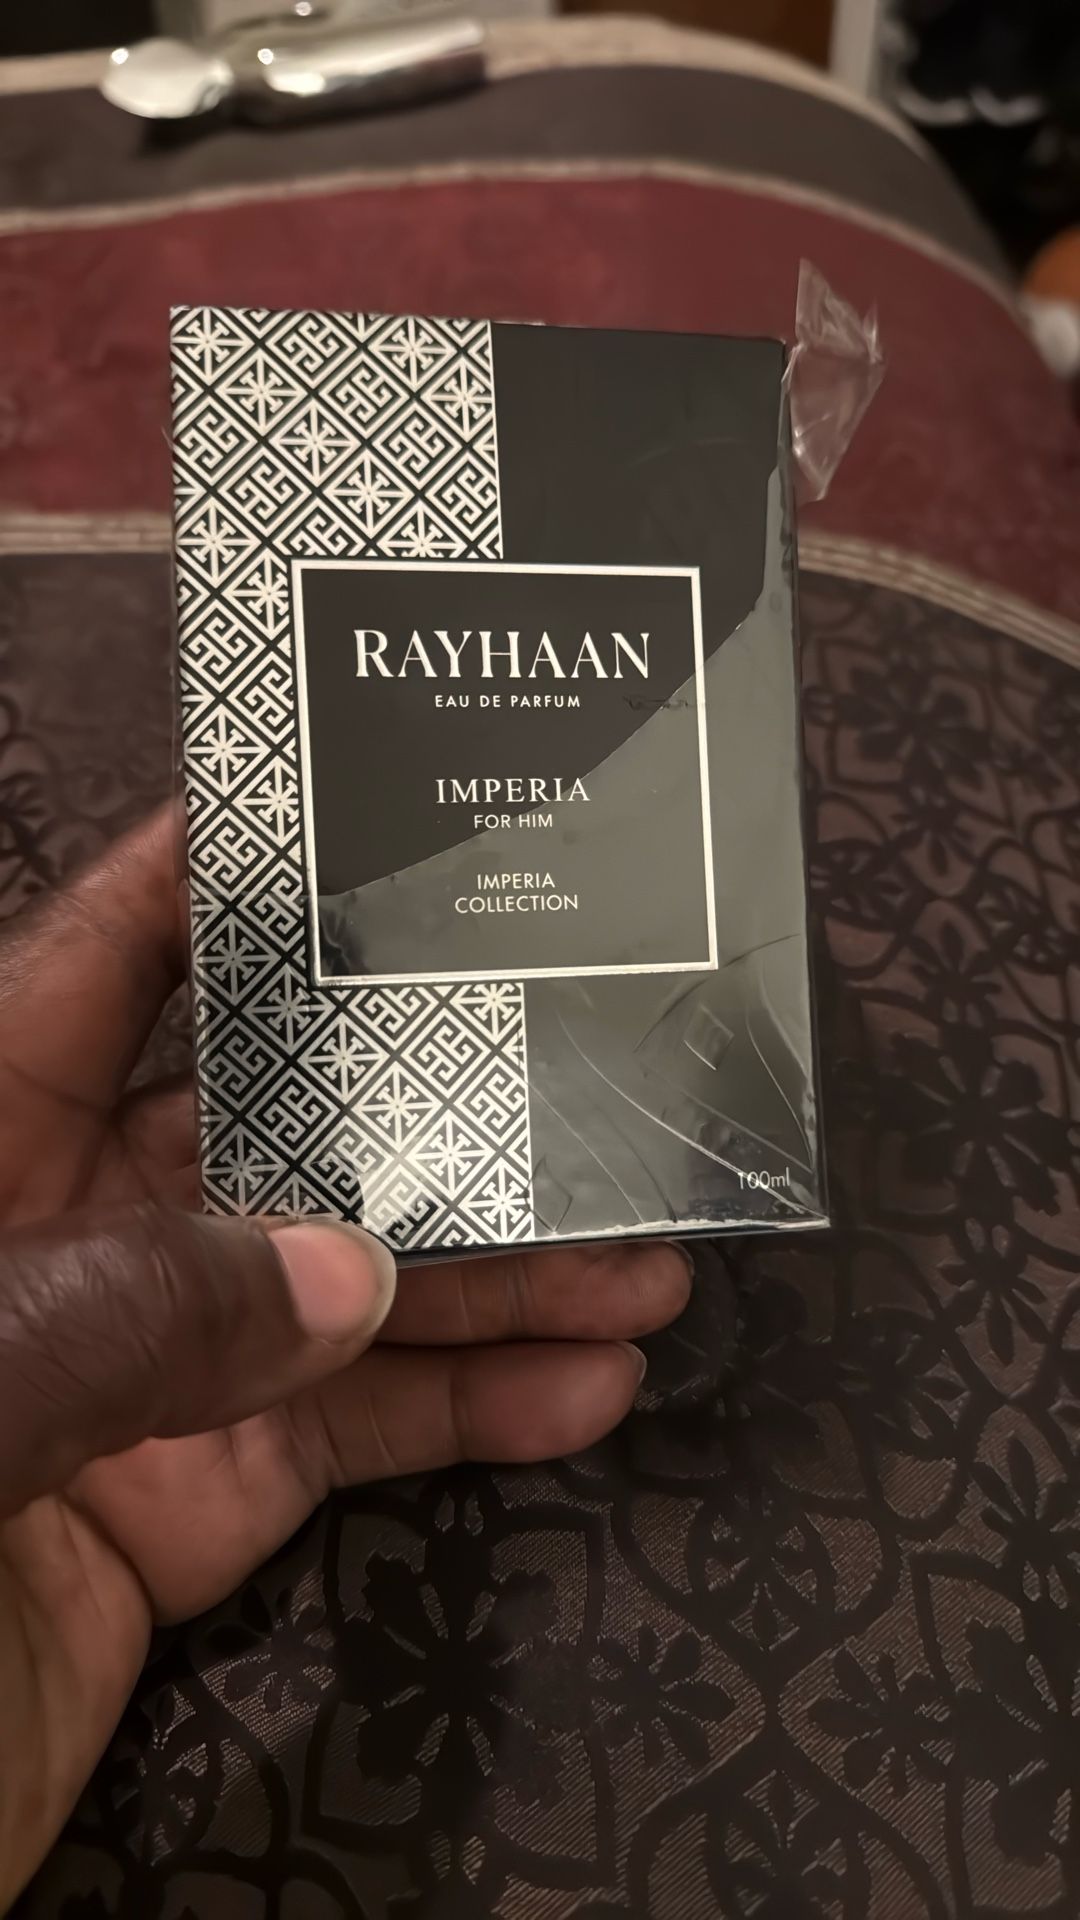 RAYHAAN
EAU DE PARFUM
IMPERIA
FOR HIM
IMPERIA
COLLECTION
100ml